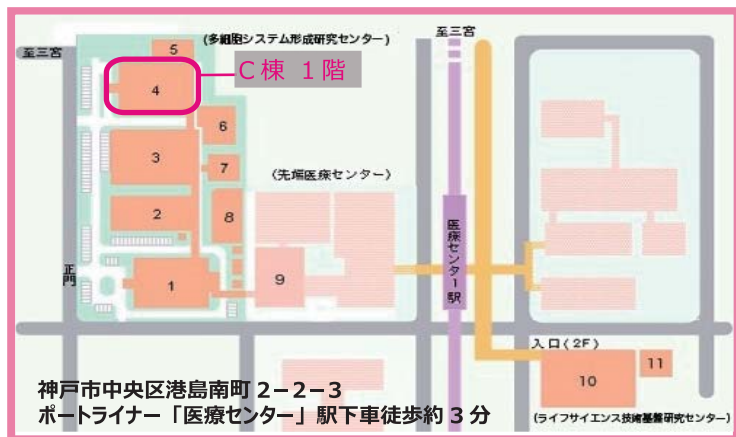 至三宮
(多細胞システム形成研究センター)
至三宮
5
C棟 1階
4
6
3
7
(先端医療センター)
2
8
医療センター駅
正門
1
9
入口(2F)
11
10
神戸市中央区港島南町2-2-3
ポートライナー「医療センター」駅下車徒歩約3分
(ライフサイエンス技術基盤研究センター)